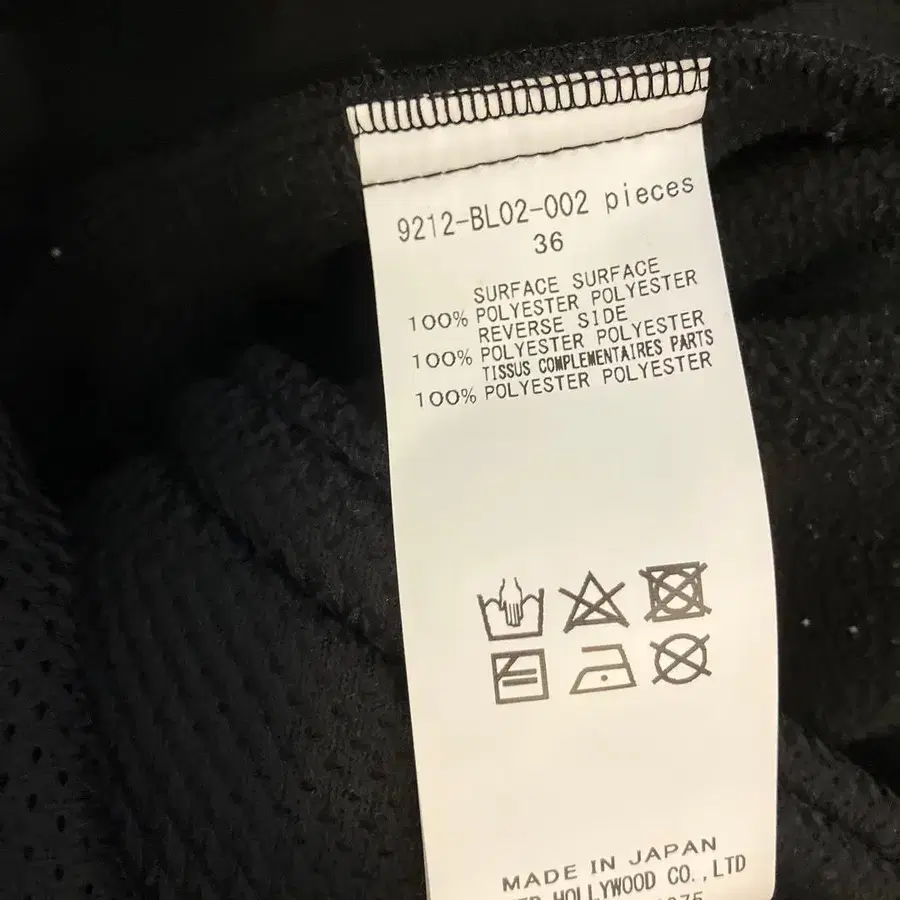 9212-BL02-002 pieces
36
SURFACE SURFACE
100% POLYESTER POLYESTER
REVERSE SIDE
100% POLYESTER POLYESTER
TISSUS COMPLEMENTAIRES PARTS
100% POLYESTER POLYESTER
MADE IN JAPAN
HOLLYWOOD CO.,LTD